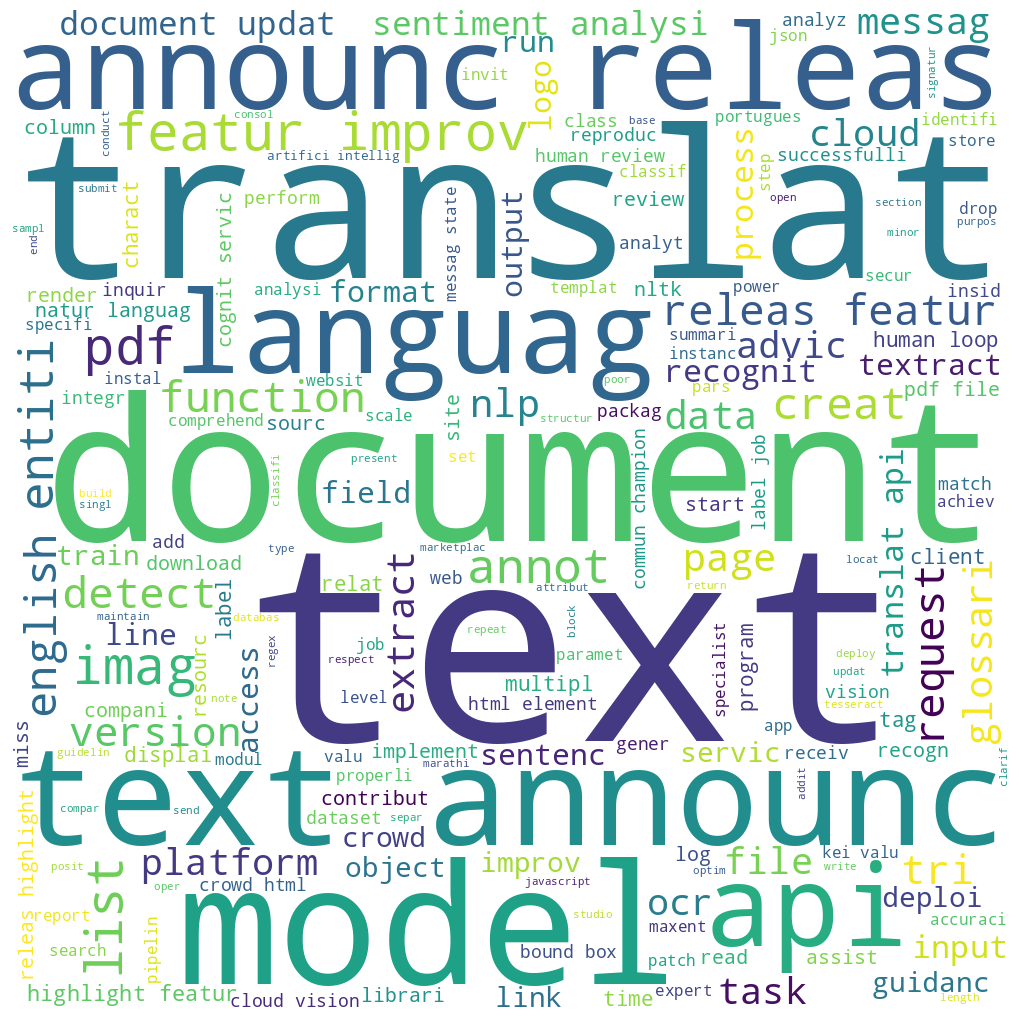 document updat
sentiment analysi
analyz
messag
announc releas
run
json
invit
logo
signatur
column
conduct
consol
featur improv
class
base
portugues
identifi
reproduc
cloud
store
translat
artifici intellig
human review
classif
process
step
successfulli
submit
charact
perform
review
open
section
drop
purpos
sampl
end
cognit servic
messag state
output
analyt
minor
secur
render
inquir
analysi
format
templat
nltk
power
insid
natur languag
languag
releas featur
specifi
pdf
summari
advic
human loop
instanc
recognit
textract
instal
websit
poor
pars
pdf file
integr
function
nlp
packag
data
creat
comprehend
sourc
scale
site
structur
english entiti
document
present
set
classifi
commun champion
label job
translat api
match
build
singl
field
start
achiev
add
type
marketplac
train
download
relat
web
annot
page
locat
client
text
detect
extract
attribut
return
glossari
maintain
label
databas
block
request
line
regex
repeat
specialist
program
deploy
job
respect
paramet
updat
imag
resourc
access
level
multipl
vision
tesseract
note
html element
compani
app
tag
version
miss
guidelin
displai
modul
valu
implement
marathi
sentenc
gener
servic
receiv
recogn
properli
addit
clarif
text announc
compar
send
contribut
dataset
separ
crowd
releas highlight
list
platform
object
improv
log
optim
file
kei valu
write
tri
posit
oper
crowd html
javascript
model
api
deploi
ocr
report
pipelin
studio
maxent
accuraci
search
bound box
patch
read
assist
input
highlight featur
cloud vision
librari
link
time
expert
task
guidanc
length